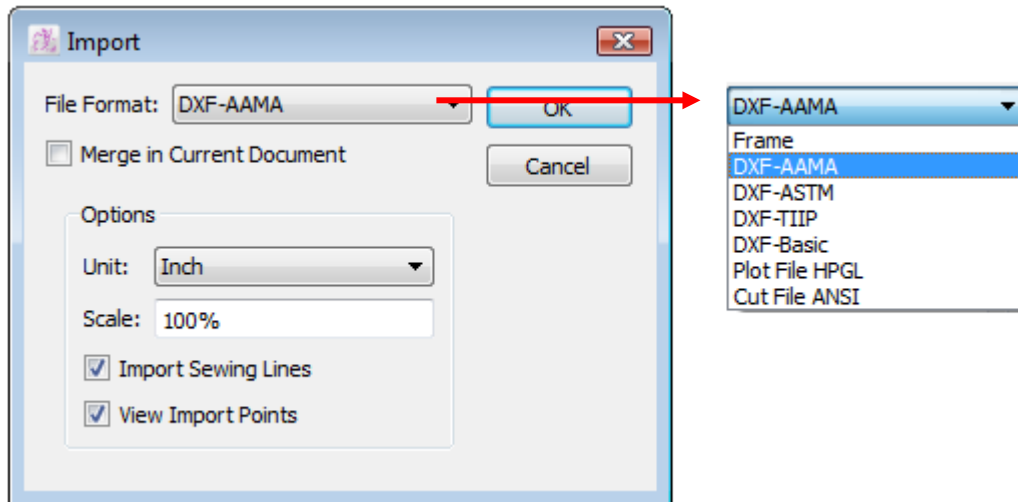 Import
File Format: DXF-AAMA
OK
Merge in Current Document
Cancel
Options
Unit: Inch
Scale: 100%
Import Sewing Lines
View Import Points
DXF-AAMA
Frame
DXF-AAMA
DXF-ASTM
DXF-TIIP
DXF-Basic
Plot File HPGL
Cut File ANSI